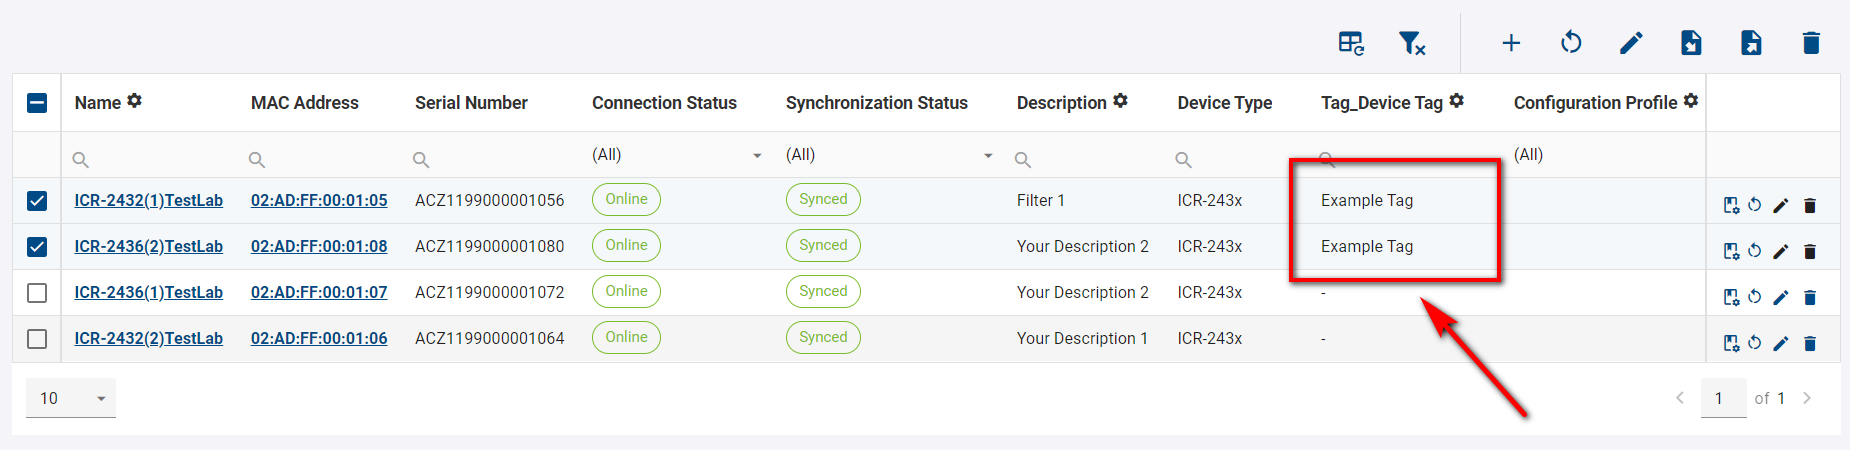 Name MAC Address Serial Number Connection Status Synchronization Status Description Device Type Tag_Device Tag Configuration Profile
(All) (All) (All)
ICR-2432(1)TestLab 02:AD:FF:00:01:05 ACZ1199000001056 Online Synced Filter 1 ICR-243x Example Tag
ICR-2436(2)TestLab 02:AD:FF:00:01:08 ACZ1199000001080 Online Synced Your Description 2 ICR-243x Example Tag
ICR-2436(1)TestLab 02:AD:FF:00:01:07 ACZ1199000001072 Online Synced Your Description 2 ICR-243x -
ICR-2432(2)TestLab 02:AD:FF:00:01:06 ACZ1199000001064 Online Synced Your Description 1 ICR-243x -
10 1 of 1